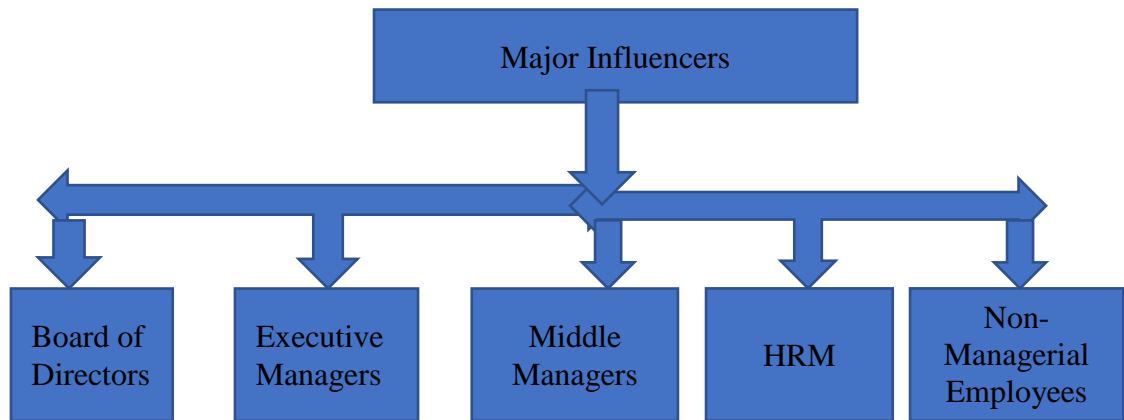 Major Influencers
Board of
Directors
Executive
Managers
Middle
Managers
HRM
Non-
Managerial
Employees